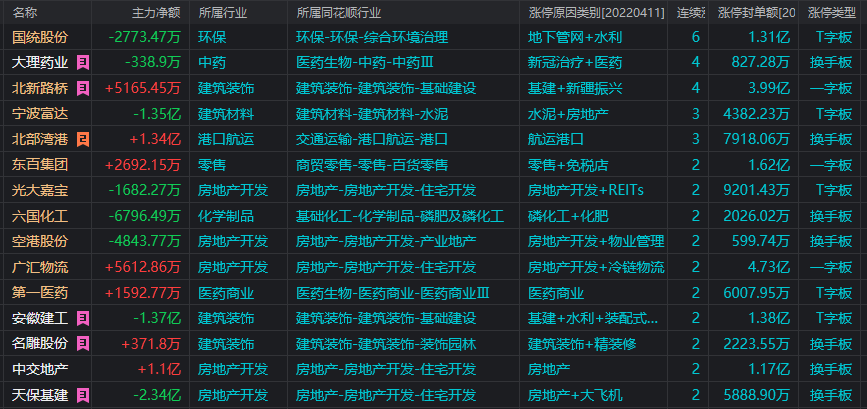 名称 主力净额 所属行业 所属同花顺行业 涨停原因类别[20220411] 连续涨 涨停封单额[20 涨停类型
国统股份 -2773.47万 环保 环保-环保-综合环境治理 地下管网+水利 6 1.31亿 T字板
大理药业 3 -338.9万 中药 医药生物-中药-中药III 新冠治疗+医药 4 827.28万 换手板
北新路桥 3 +5165.45万 建筑装饰 建筑装饰-建筑装饰-基础建设 基建+新疆振兴 4 3.99亿 一字板
宁波富达 -1.35亿 建筑材料 建筑材料-建筑材料-水泥 水泥+房地产 3 4382.23万 T字板
北部湾港 2 +1.34亿 港口航运 交通运输-港口航运-港口 航运港口 3 7918.06万 换手板
东百集团 +2692.15万 零售 商贸零售-零售-百货零售 零售+免税店 2 1.62亿 一字板
光大嘉宝 -1682.27万 房地产开发 房地产-房地产开发-住宅开发 房地产开发+REITs 2 9201.43万 T字板
六国化工 -6796.49万 化学制品 基础化工-化学制品-磷肥及磷化工 磷化工+化肥 2 2026.02万 换手板
空港股份 -4843.77万 房地产开发 房地产-房地产开发-产业地产 房地产开发+物业管理 2 599.74万 换手板
广汇物流 +5612.86万 房地产开发 房地产-房地产开发-住宅开发 房地产开发+冷链物流 2 4.73亿 一字板
第一医药 +1592.77万 医药商业 医药生物-医药商业-医药商业III 医药商业 2 6007.95万 T字板
安徽建工 3 -1.37亿 建筑装饰 建筑装饰-建筑装饰-基础建设 基建+水利+装配式... 2 1.38亿 T字板
名雕股份 3 +371.8万 建筑装饰 建筑装饰-建筑装饰-装饰园林 建筑装饰+精装修 2 2223.55万 换手板
中交地产 +1.1亿 房地产开发 房地产-房地产开发-住宅开发 房地产 2 1.17亿 换手板
天保基建 3 -2.34亿 房地产开发 房地产-房地产开发-住宅开发 房地产+大飞机 2 5888.90万 换手板